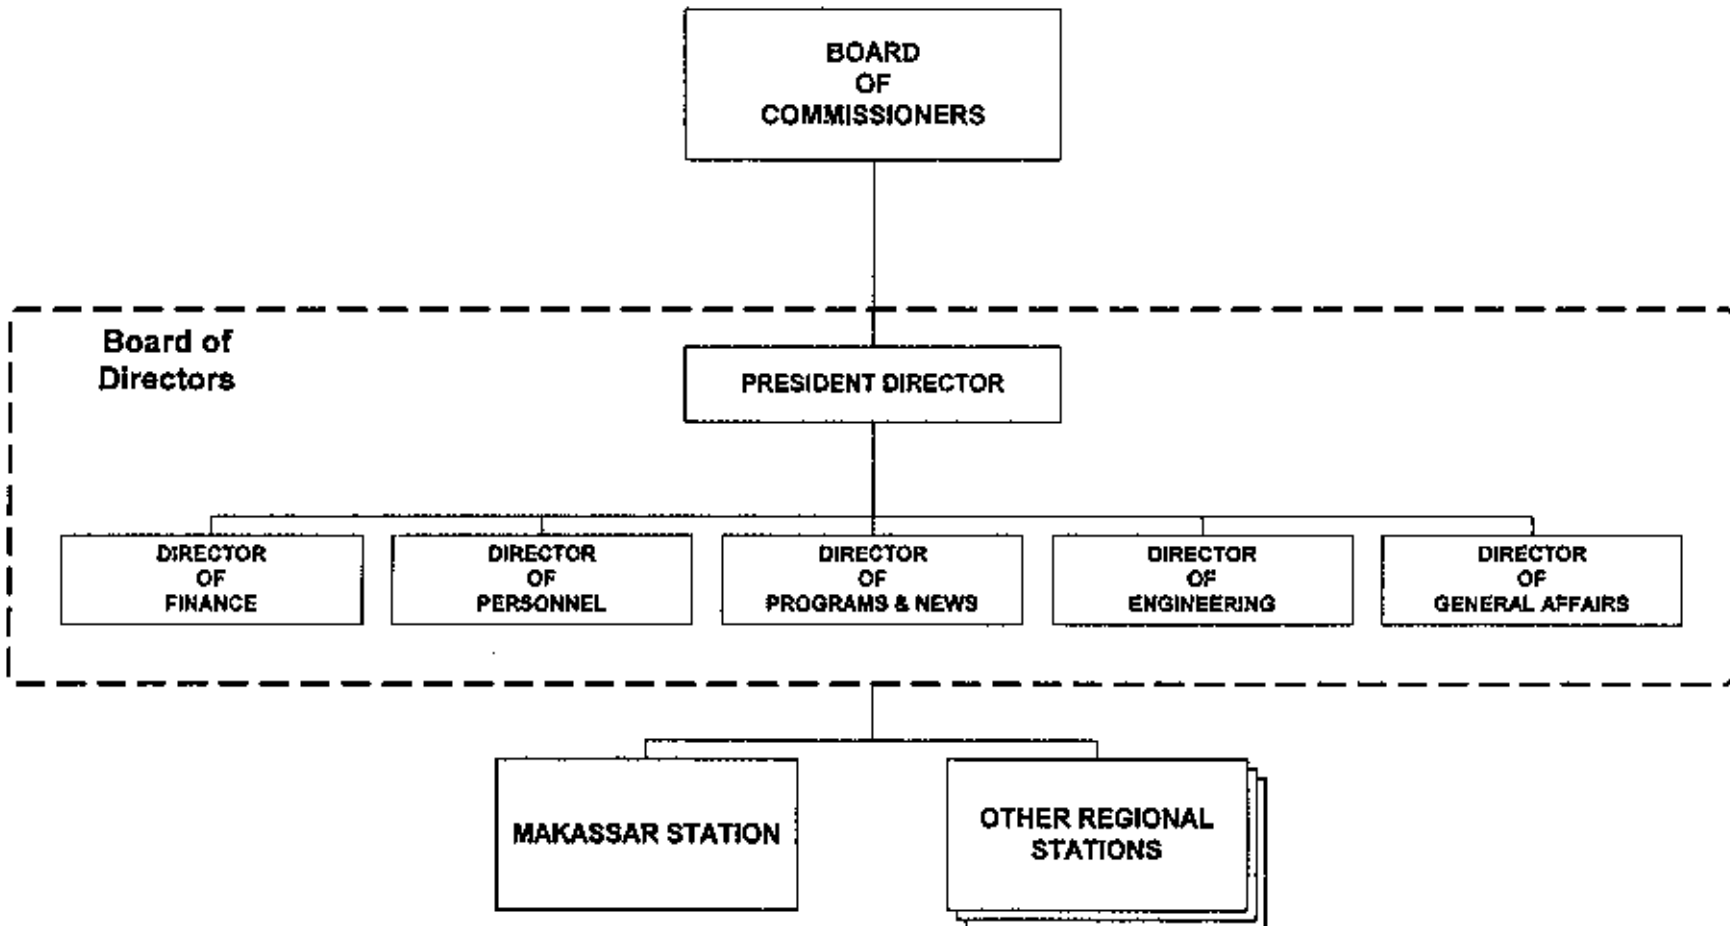 BOARD
OF
COMMISSIONERS
Board of
Directors
PRESIDENT DIRECTOR
DIRECTOR
OF
FINANCE
DIRECTOR
OF
PERSONNEL
DIRECTOR
OF
PROGRAMS & NEWS
DIRECTOR
OF
ENGINEERING
DIRECTOR
OF
GENERAL AFFAIRS
MAKASSAR STATION
OTHER REGIONAL
STATIONS